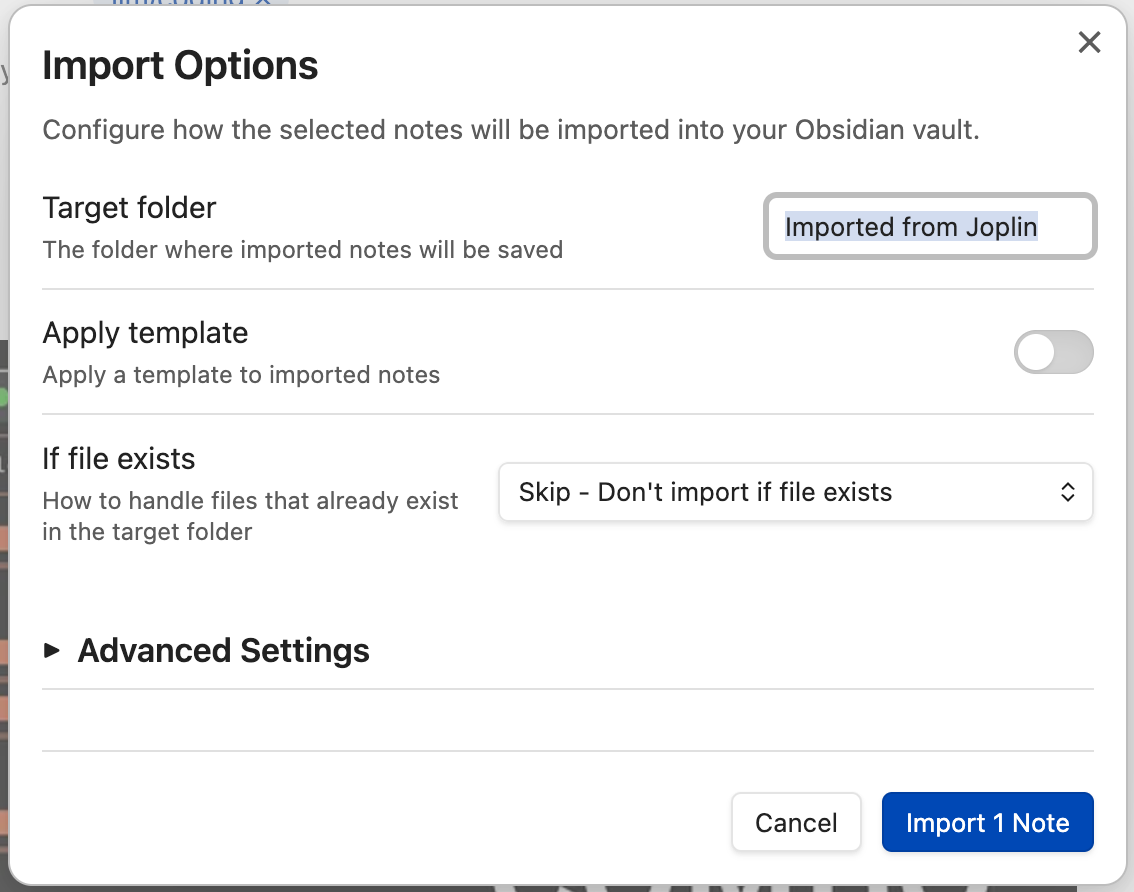 Import Options
Configure how the selected notes will be imported into your Obsidian vault.
Target folder
The folder where imported notes will be saved
Imported from Joplin
Apply template
Apply a template to imported notes
If file exists
How to handle files that already exist
in the target folder
Skip - Don't import if file exists
Advanced Settings
Cancel
Import 1 Note